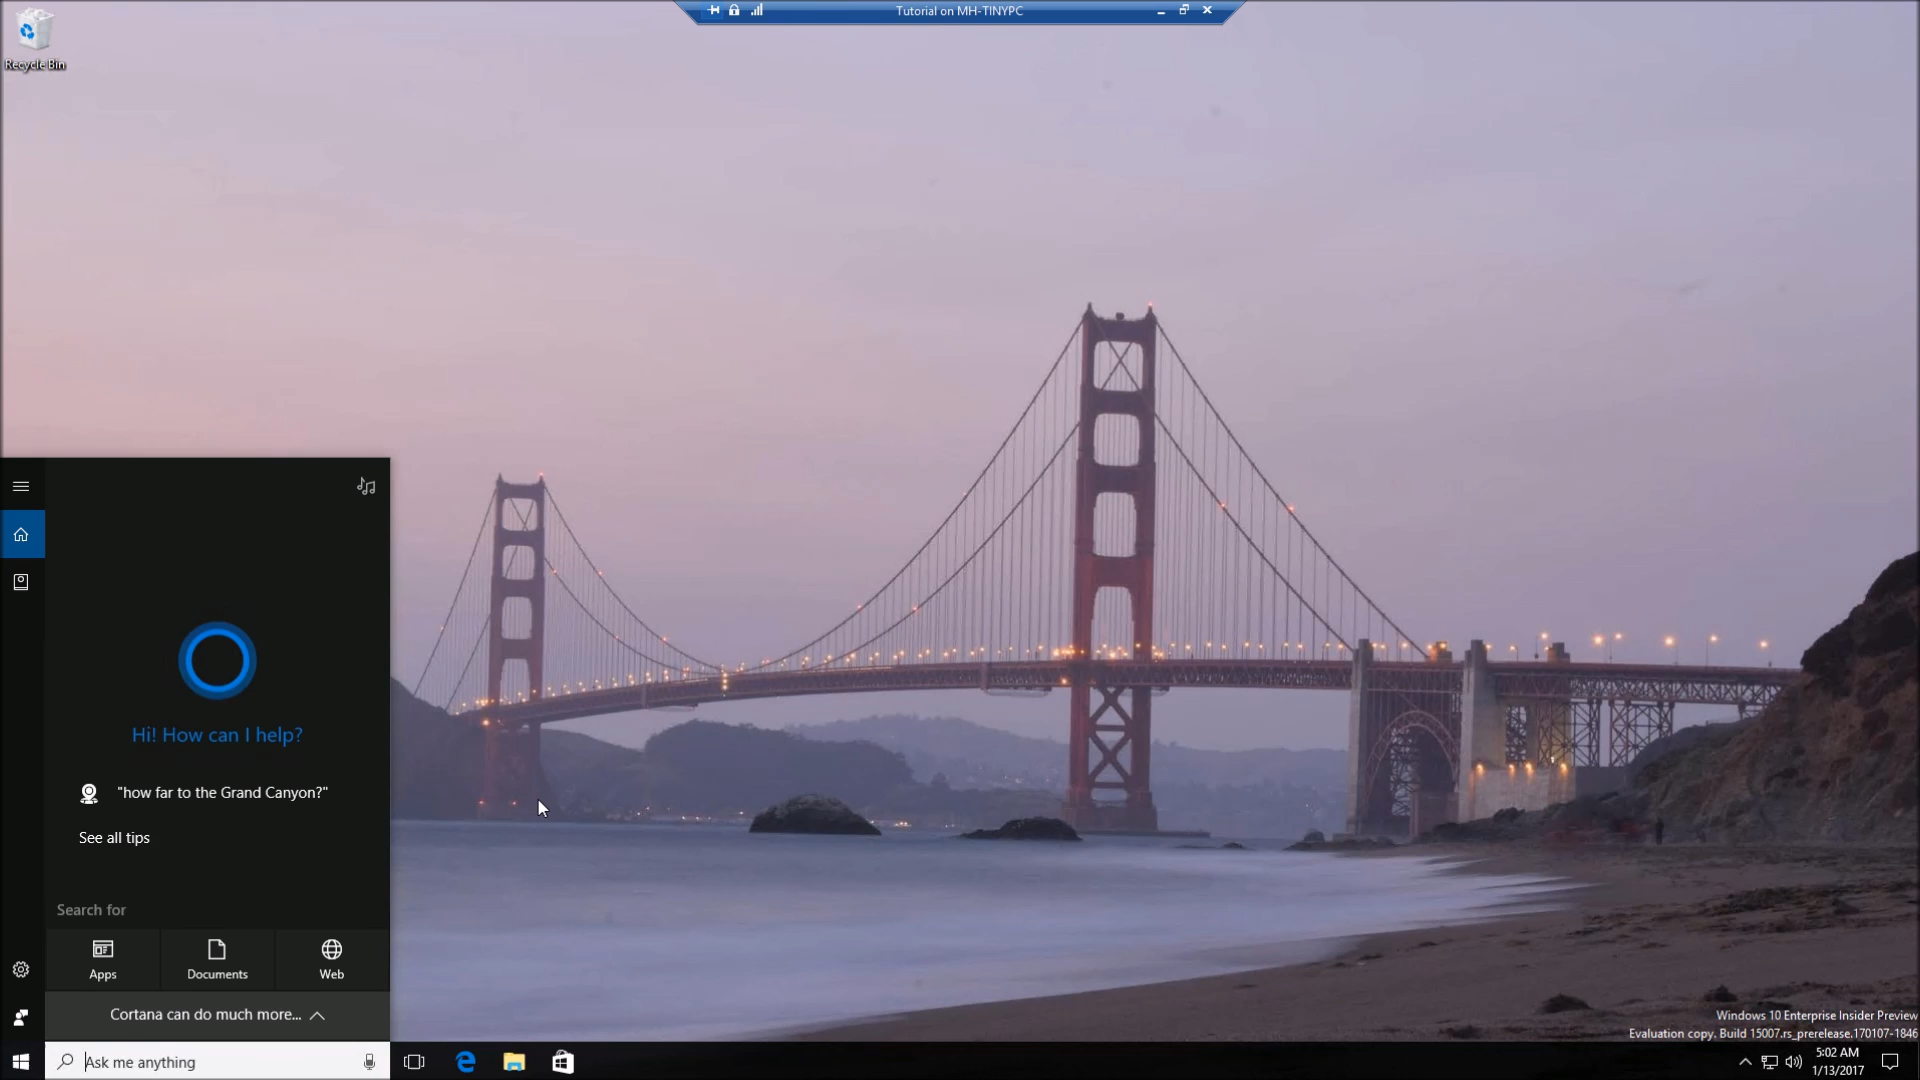 Tutorial on MH-TINYPC
Recycle Bin
Hi! How can I help?
"how far to the Grand Canyon?"
See all tips
Search for
Apps
Documents
Web
Cortana can do much more...
Ask me anything
Windows 10 Enterprise Insider Preview
Evaluation copy. Build 15007.rs_prerelease.170107-1846
5:02 AM
1/13/2017